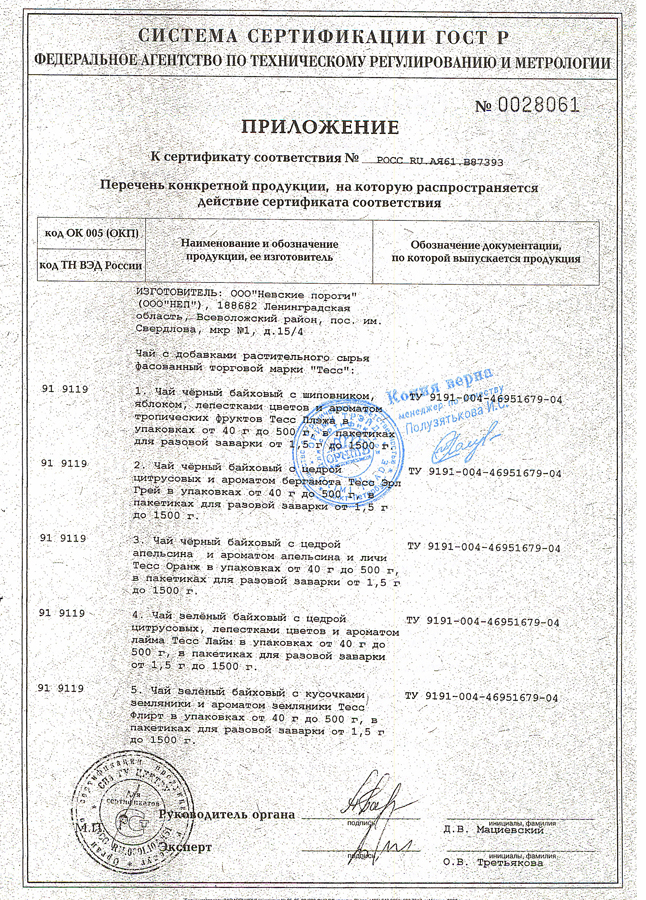 СИСТЕМА СЕРТИФИКАЦИИ ГОСТ Р
ФЕДЕРАЛЬНОЕ АГЕНТСТВО ПО ТЕХНИЧЕСКОМУ РЕГУЛИРОВАНИЮ И МЕТРОЛОГИИ
№ 0028061
ПРИЛОЖЕНИЕ
К сертификату соответствия № РОСС RU.АЯ61.В87393
Перечень конкретной продукции, на которую распространяется
действие сертификата соответствия
код ОК 005 (ОКП)
код ТН ВЭД России
Наименование и обозначение
продукции, ее изготовитель
Обозначение документации,
по которой выпускается продукция
ИЗГОТОВИТЕЛЬ: ООО"Невские пороги"
(ООО"НЕП"), 188682 Ленинградская
область, Всеволожский район, пос. им.
Свердлова, мкр №1, д.15/4
Чай с добавками растительного сырья
фасованный торговой марки "Тесс":
91 9119 1. Чай чёрный байховый с шиповником, ТУ 9191-004-46951679-04
яблоком, лепестками цветов и ароматом
тропических фруктов Тесс Плэжа в
упаковках от 40 г до 500 г, в пакетиках
для разовой заварки от 1,5 г до 1500 г.
Копия верна
менеджер по качеству
Полузятькова И.С.
91 9119 2. Чай чёрный байховый с цедрой ТУ 9191-004-46951679-04
цитрусовых и ароматом бергамота Тесс Эрл
Грей в упаковках от 40 г до 500 г, в
пакетиках для разовой заварки от 1,5 г
до 1500 г.
91 9119 3. Чай чёрный байховый с цедрой ТУ 9191-004-46951679-04
апельсина и ароматом апельсина и личи
Тесс Оранж в упаковках от 40 г до 500 г,
в пакетиках для разовой заварки от 1,5 г
до 1500 г.
91 9119 4. Чай зелёный байховый с цедрой ТУ 9191-004-46951679-04
цитрусовых, лепестками цветов и ароматом
лайма Тесс Лайм в упаковках от 40 г до
500 г, в пакетиках для разовой заварки
от 1,5 г до 1500 г.
91 9119 5. Чай зелёный байховый с кусочками ТУ 9191-004-46951679-04
земляники и ароматом земляники Тесс
Флирт в упаковках от 40 г до 500 г, в
пакетиках для разовой заварки от 1,5 г
до 1500 г.
Для
сертификатов
М.П.
Руководитель органа
подпись
инициалы, фамилия
Д.В. Мациевский
Эксперт
подпись
инициалы, фамилия
О.В. Третьякова